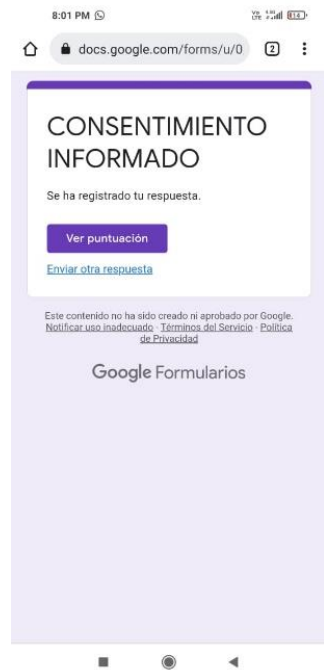 8:01 PM
docs.google.com/forms/u/0
2
CONSENTIMIENTO
INFORMADO
Se ha registrado tu respuesta.
Ver puntuación
Enviar otra respuesta
Este contenido no ha sido creado ni aprobado por Google.
Notificar uso inadecuado - Términos del Servicio - Política
de Privacidad
Google Formularios